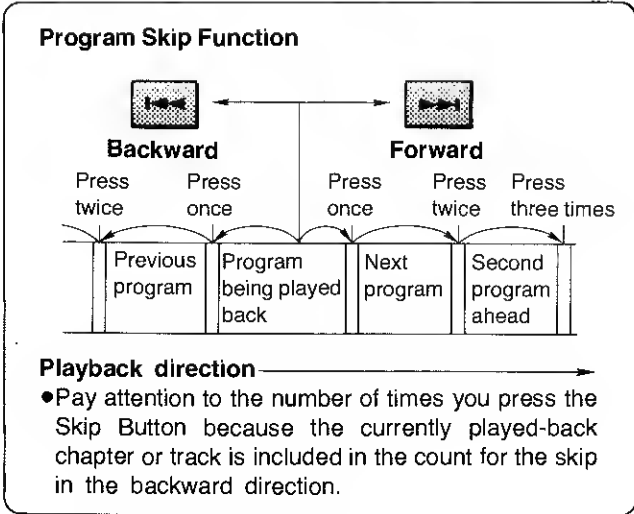 Program Skip Function
Backward Forward
Press twice
Press once
Press once
Press twice
Press three times
Previous program
Program being played back
Next program
Second program ahead
Playback direction
●Pay attention to the number of times you press the
Skip Button because the currently played-back
chapter or track is included in the count for the skip
in the backward direction.